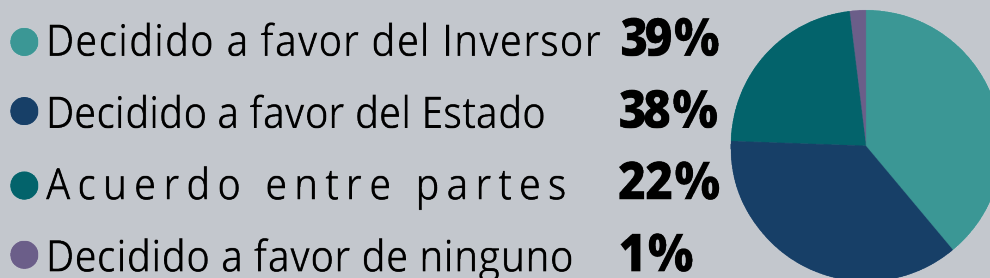 Decidido a favor del Inversor 39%
Decidido a favor del Estado 38%
Acuerdo entre partes 22%
Decidido a favor de ninguno 1%